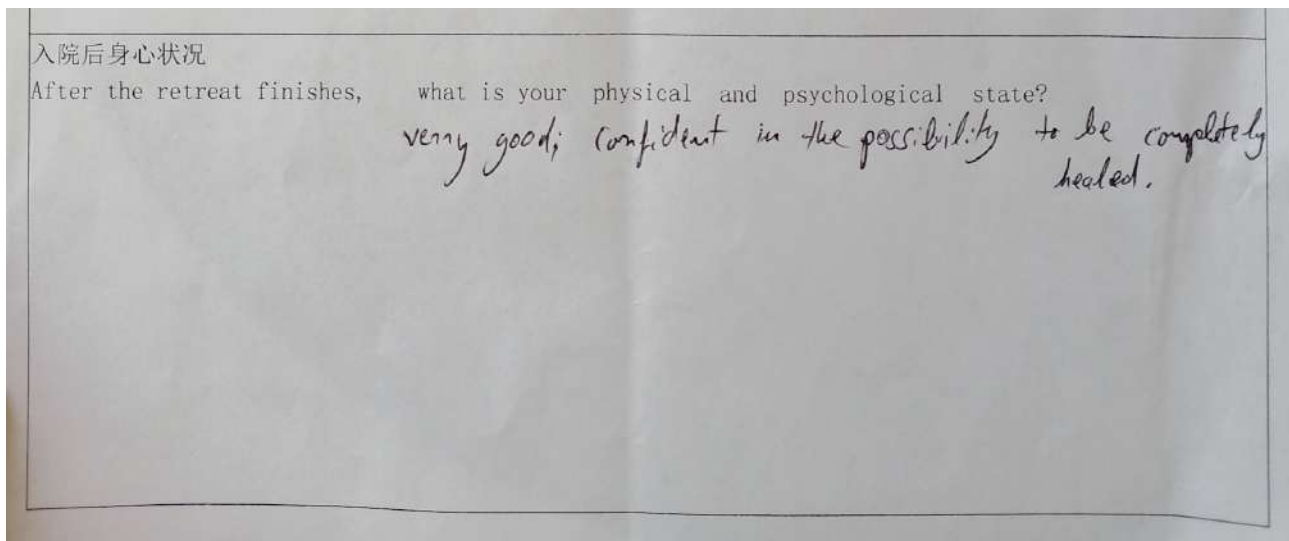 入院后身心状况
After the retreat finishes, what is your physical and psychological state?
verry good; confident in the possibility to be completely
healed.